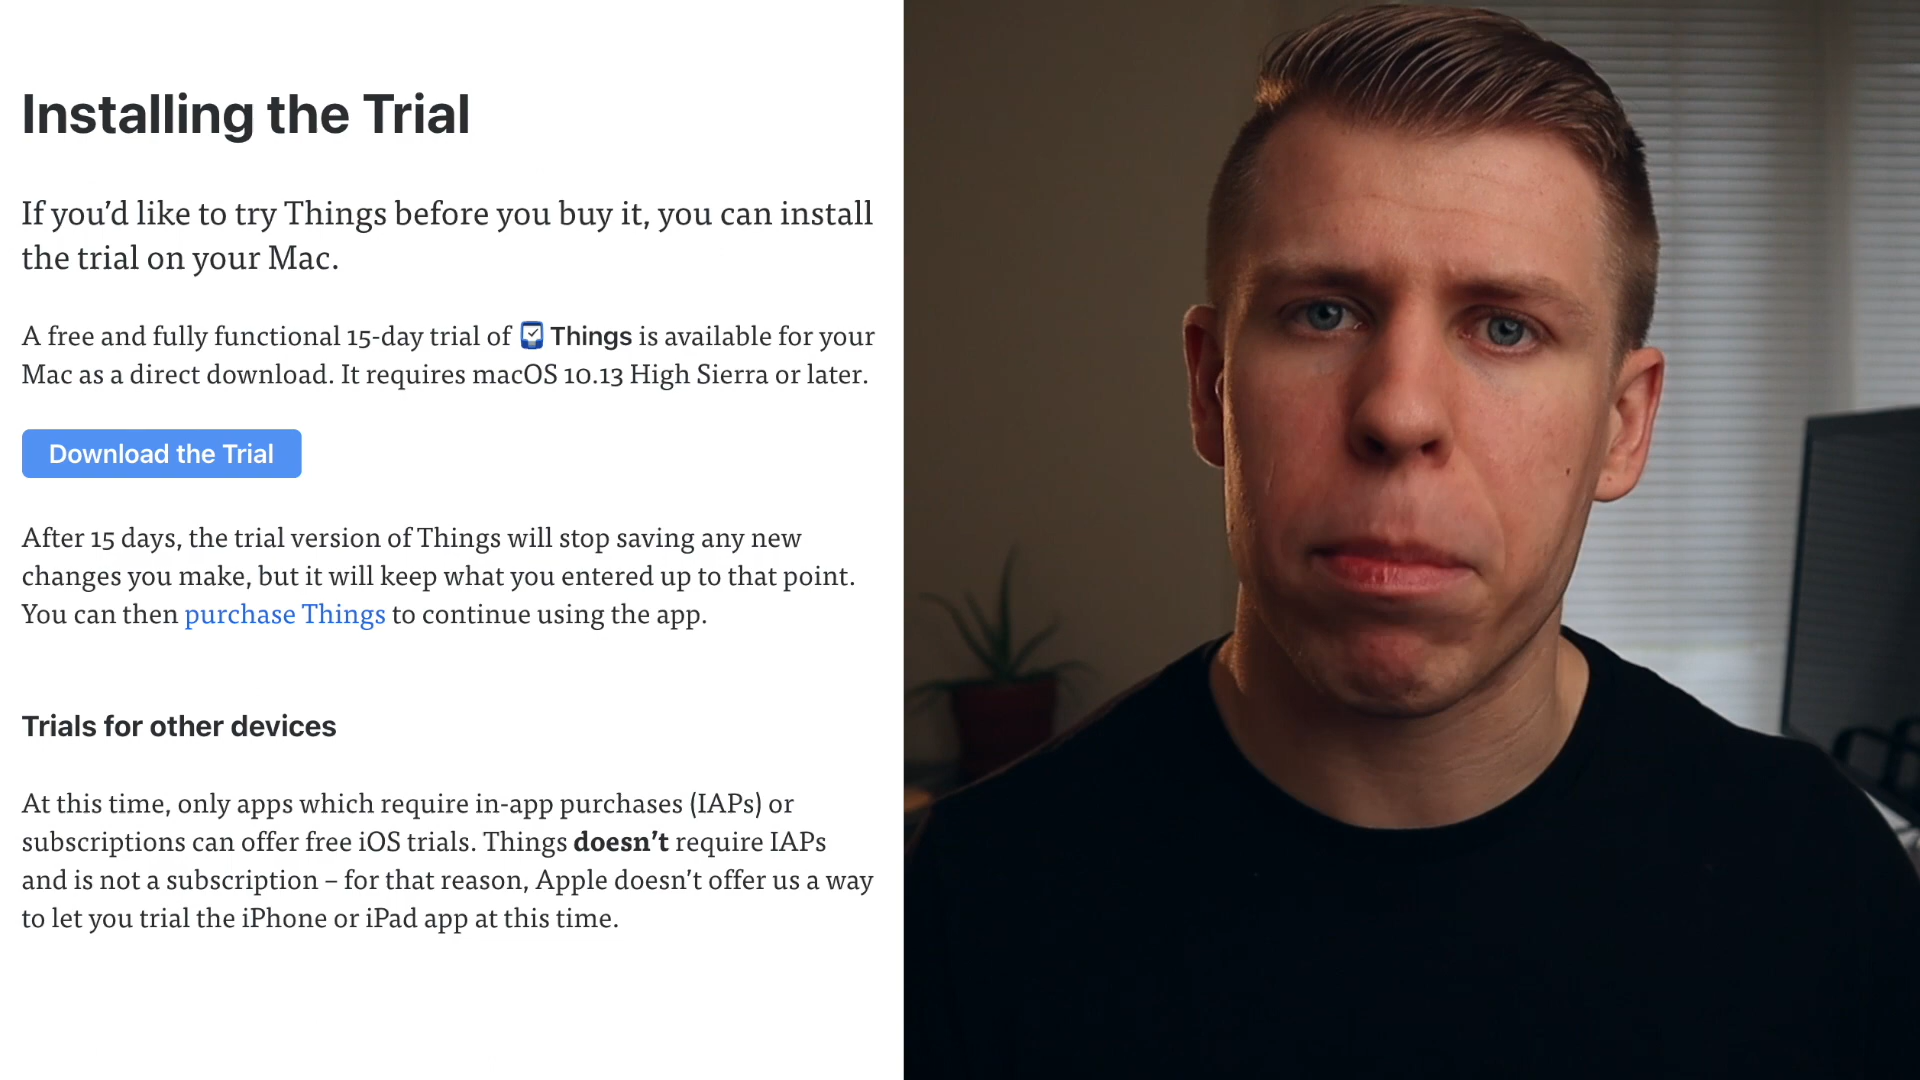 Installing the Trial
If you’d like to try Things before you buy it, you can install
the trial on your Mac.
A free and fully functional 15-day trial of Things is available for your
Mac as a direct download. It requires macOS 10.13 High Sierra or later.
Download the Trial
After 15 days, the trial version of Things will stop saving any new
changes you make, but it will keep what you entered up to that point.
You can then purchase Things to continue using the app.
Trials for other devices
At this time, only apps which require in-app purchases (IAPs) or
subscriptions can offer free iOS trials. Things doesn’t require IAPs
and is not a subscription – for that reason, Apple doesn’t offer us a way
to let you trial the iPhone or iPad app at this time.